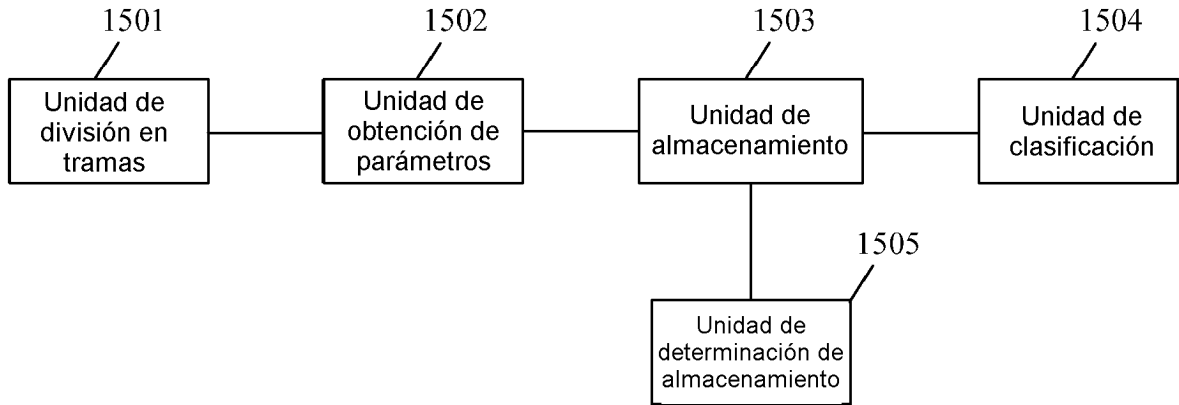 1501
1502
1503
1504
Unidad de
división en
tramas
Unidad de
obtención de
parámetros
Unidad de
almacenamiento
Unidad de
clasificación
1505
Unidad de
determinación de
almacenamiento